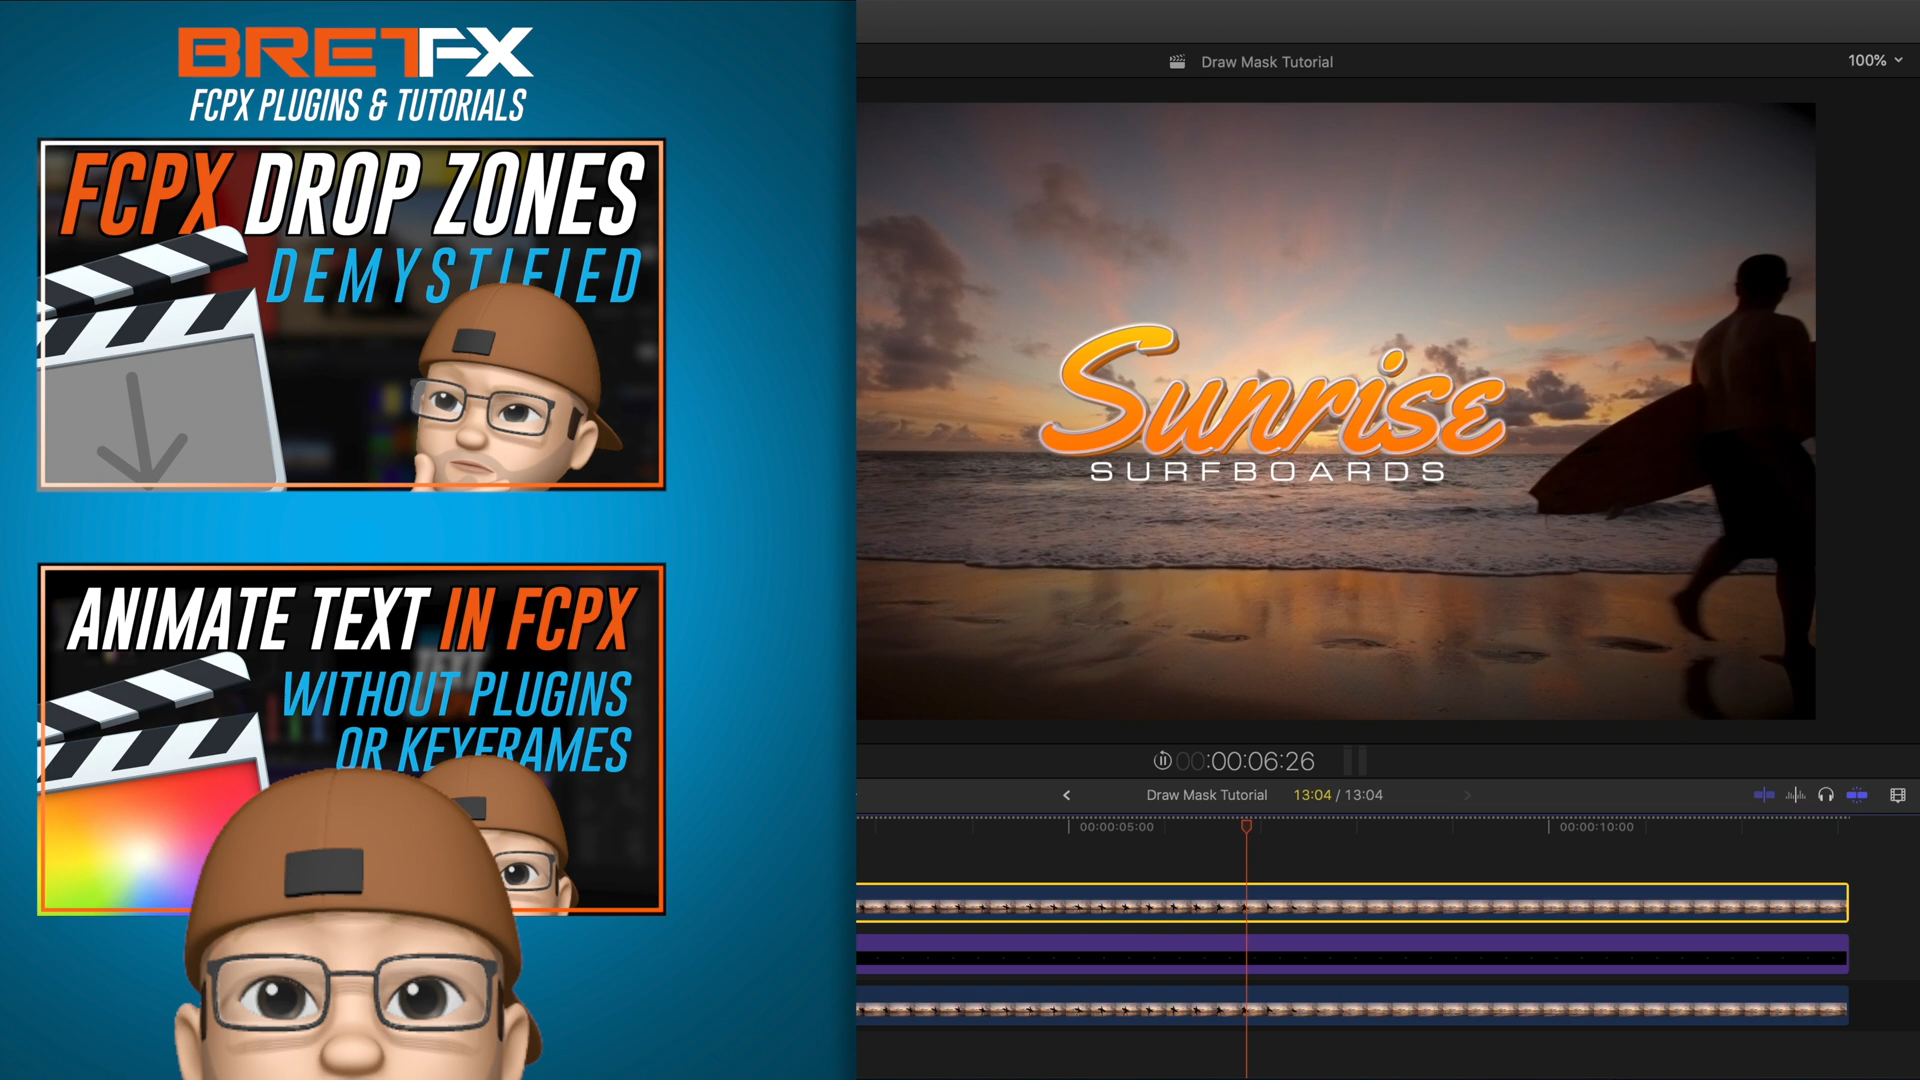 BRETFX
FCPX PLUGINS & TUTORIALS
FCPX DROP ZONES
DEMYSTIFIED
ANIMATE TEXT IN FCPX
WITHOUT PLUGINS
OR KEYFRAMES
Draw Mask Tutorial
100%
Sunrise
SURFBOARDS
00:00:06:26
Draw Mask Tutorial 13:04 / 13:04
00:00:05:00 00:00:10:00